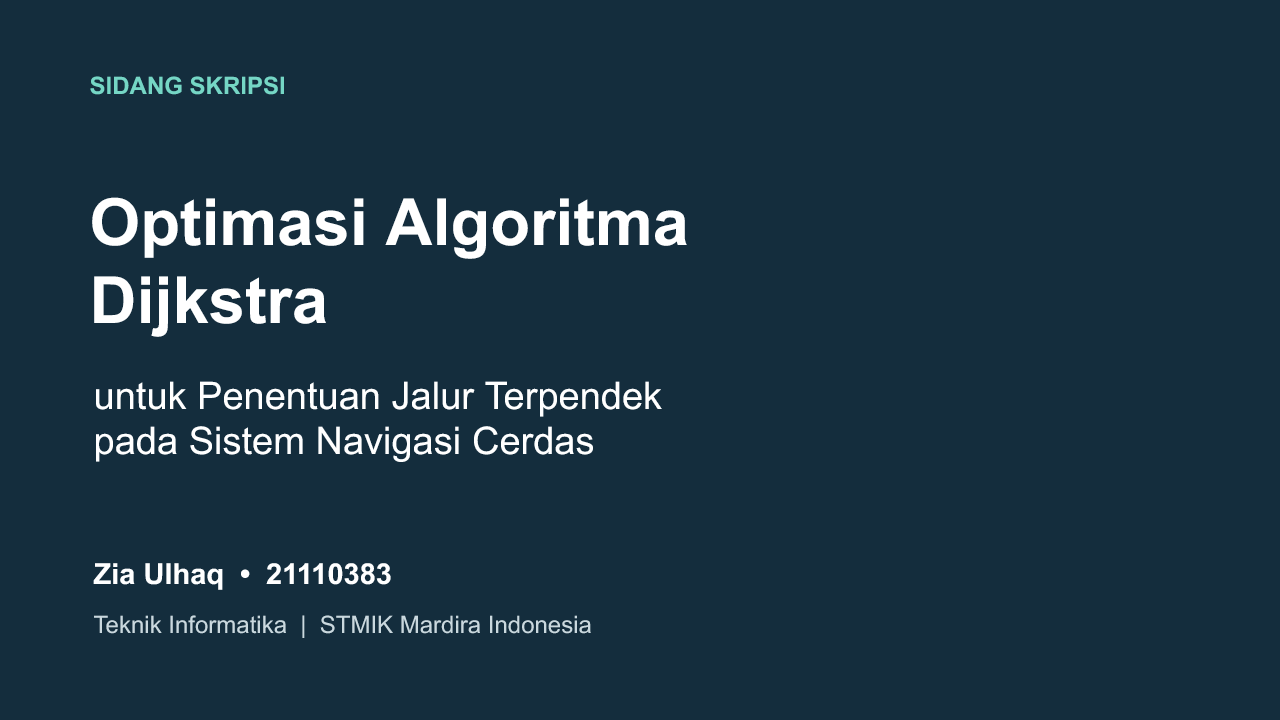 SIDANG SKRIPSI
Optimasi Algoritma
Dijkstra
untuk Penentuan Jalur Terpendek
pada Sistem Navigasi Cerdas
Zia Ulhaq • 21110383
Teknik Informatika | STMIK Mardira Indonesia